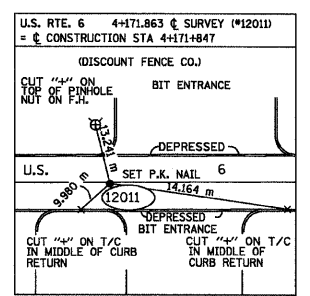 U.S. RTE. 6 4+171.863 ℄ SURVEY (*12011)
= ℄ CONSTRUCTION STA 4+171+847
(DISCOUNT FENCE CO.)
CUT "+" ON
TOP OF PINHOLE
NUT ON F.H.
BIT ENTRANCE
13.241 m
DEPRESSED
U.S. 6
SET P.K. NAIL
9.980 m
14.164 m
12011
DEPRESSED
BIT ENTRANCE
CUT "+" ON T/C
IN MIDDLE OF CURB
RETURN
CUT "+" ON T/C
IN MIDDLE OF
CURB RETURN